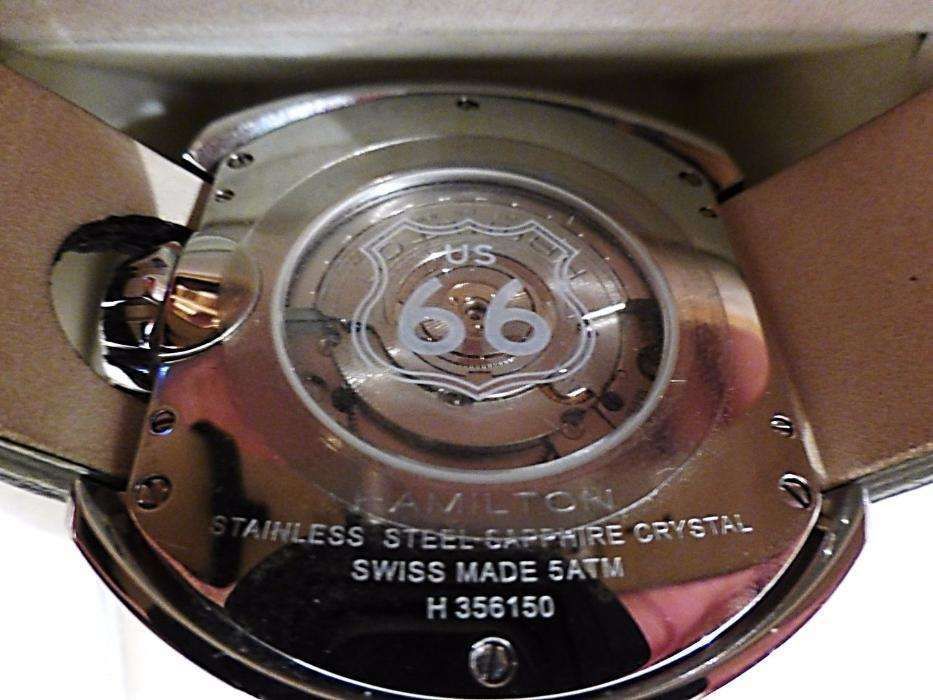 US
66
HAMILTON
STAINLESS STEEL SAPPHIRE CRYSTAL
SWISS MADE 5ATM
H 356150